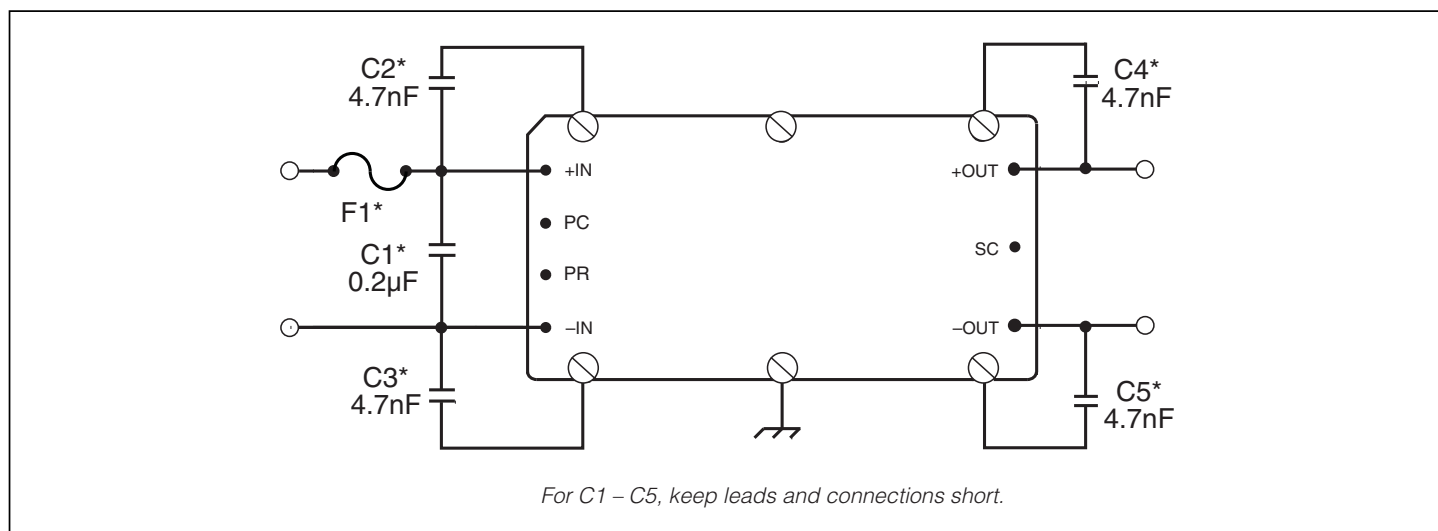 C2*
4.7nF
C4*
4.7nF
+IN
+OUT
F1*
PC
C1*
0.2µF
SC
PR
–IN
–OUT
C3*
4.7nF
C5*
4.7nF
For C1 – C5, keep leads and connections short.